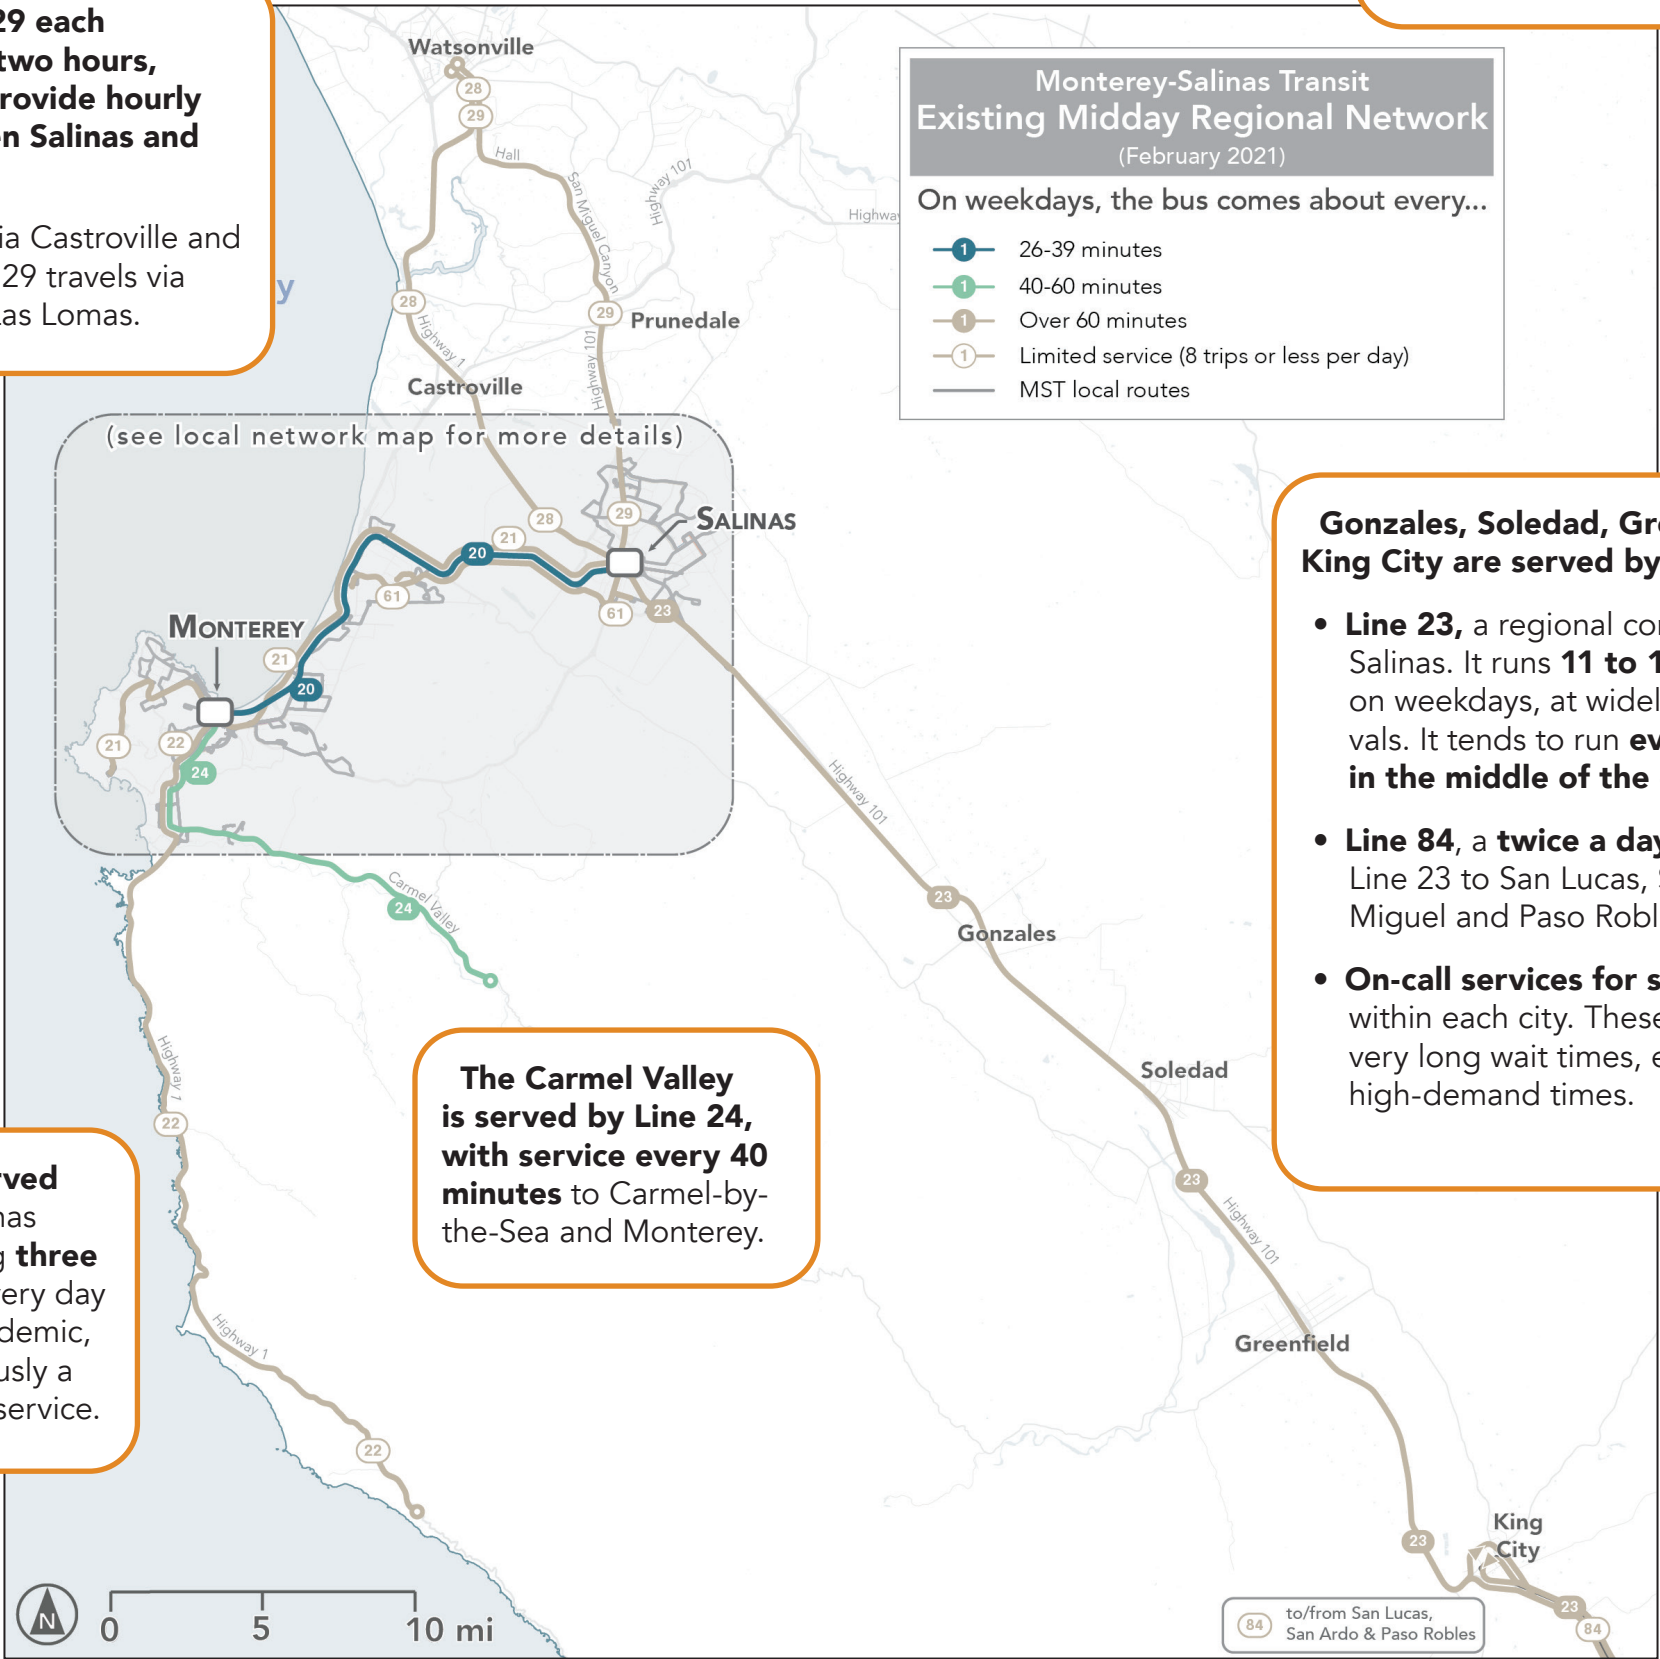 29 each
two hours,
rovide hourly
en Salinas and
ia Castroville and
29 travels via
Las Lomas.
y
Watsonville
28
29
Hall
San Miguel Canyon
Highway 101
Highway
28
29
Prunedale
Highway 1
Highway 101
Castroville
Monterey-Salinas Transit
Existing Midday Regional Network
(February 2021)
On weekdays, the bus comes about every...
1 26-39 minutes
1 40-60 minutes
1 Over 60 minutes
1 Limited service (8 trips or less per day)
MST local routes
(see local network map for more details)
29
28
SALINAS
21
20
61
61
23
MONTEREY
21
20
21
22
24
Highway 101
Carmel Valley
24
23
Gonzales
Gonzales, Soledad, Gre
King City are served by
• Line 23, a regional cor
Salinas. It runs 11 to 1
on weekdays, at widel
vals. It tends to run ev
in the middle of the
• Line 84, a twice a day
Line 23 to San Lucas, S
Miguel and Paso Robl
• On-call services for s
within each city. These
very long wait times, e
high-demand times.
The Carmel Valley
is served by Line 24,
with service every 40
minutes to Carmel-by-
the-Sea and Monterey.
Highway 1
22
Soledad
23
Highway 101
rved
has
g three
very day
demic,
usly a
service.
Highway 1
Greenfield
22
23
King
City
23
84
84 to/from San Lucas,
San Ardo & Paso Robles
N
0 5 10 mi